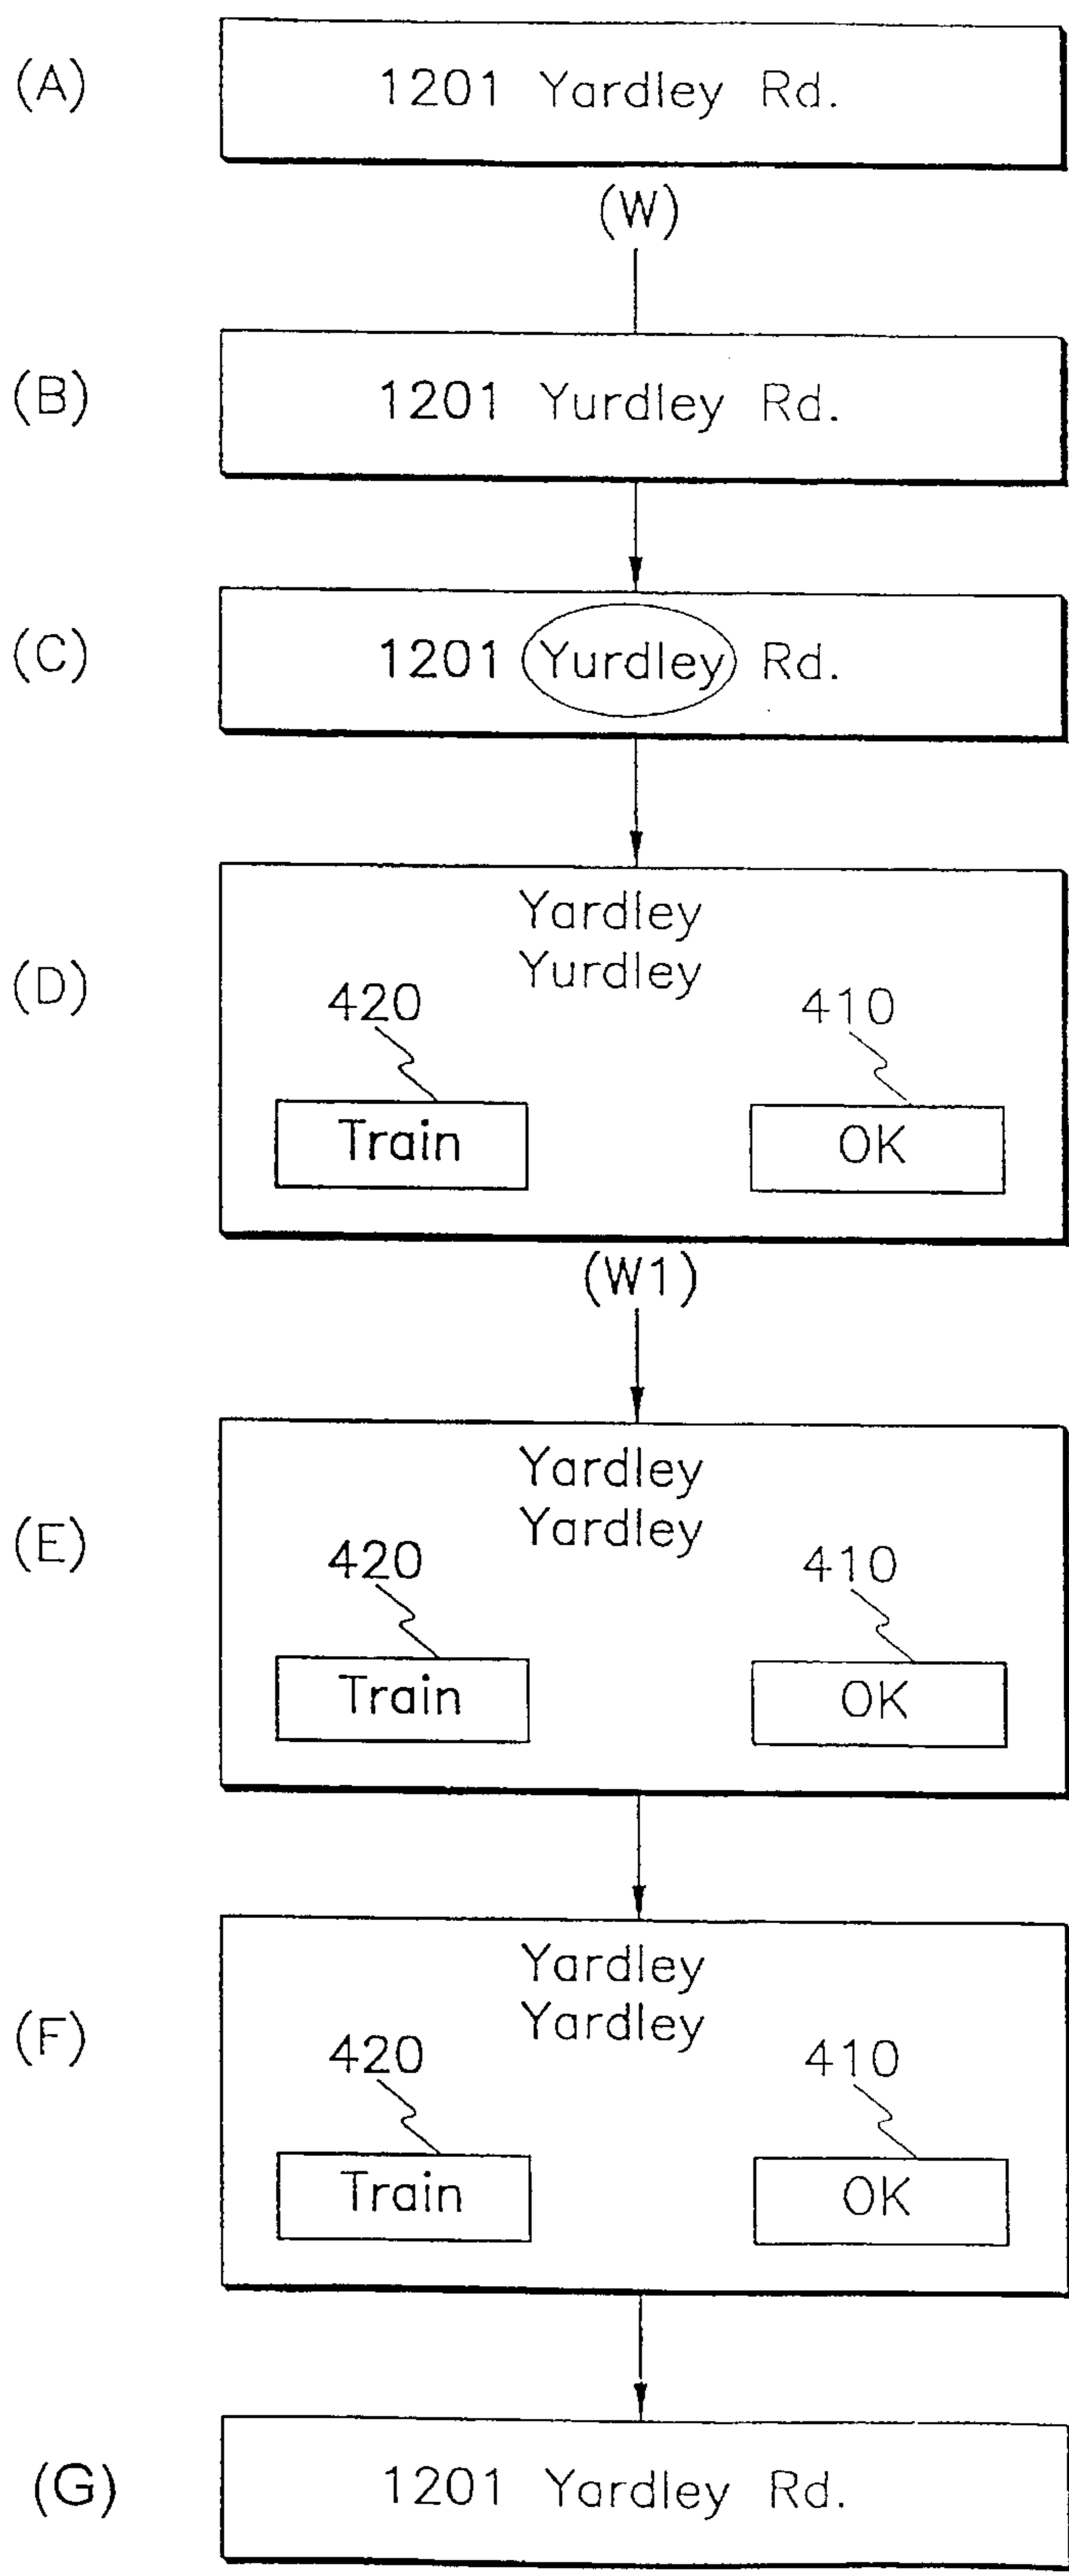 (A) 1201 Yardley Rd.
(W)
(B) 1201 Yurdley Rd.
(C) 1201 Yurdley Rd.
Yardley
(D) Yurdley
420 410
Train OK
(W1)
Yardley
(E) Yardley
420 410
Train OK
Yardley
(F) Yardley
420 410
Train OK
(G) 1201 Yardley Rd.